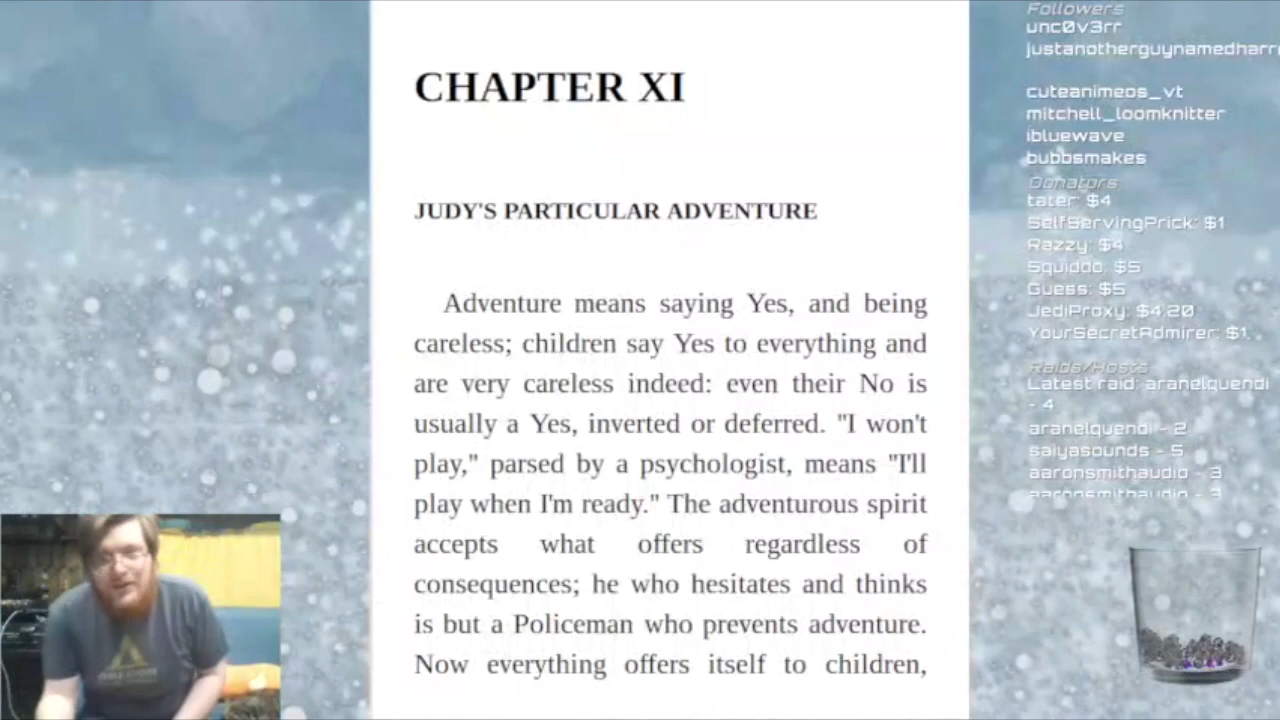 CHAPTER XI
JUDY'S PARTICULAR ADVENTURE
Adventure means saying Yes, and being
careless; children say Yes to everything and
are very careless indeed: even their No is
usually a Yes, inverted or deferred. "I won't
play," parsed by a psychologist, means "I'll
play when I'm ready." The adventurous spirit
accepts what offers regardless of
consequences; he who hesitates and thinks
is but a Policeman who prevents adventure.
Now everything offers itself to children,
Followers
unc0v3rr
justanotherguynamedharr
cuteanimeos_vt
mitchell_loomknitter
ibluewave
bubbsmakes
Donators
tater: $4
SelfServingPrick: $1
Razzy: $4
Squiddo: $5
Guess: $5
JediProxy: $4.20
YourSecretAdmirer: $1
Raids/Hosts
Latest raid: aranelquendi
- 4
aranelquendi - 2
saiyasounds - 5
aaronsmithaudio - 3
aaronsmithaudio - 3